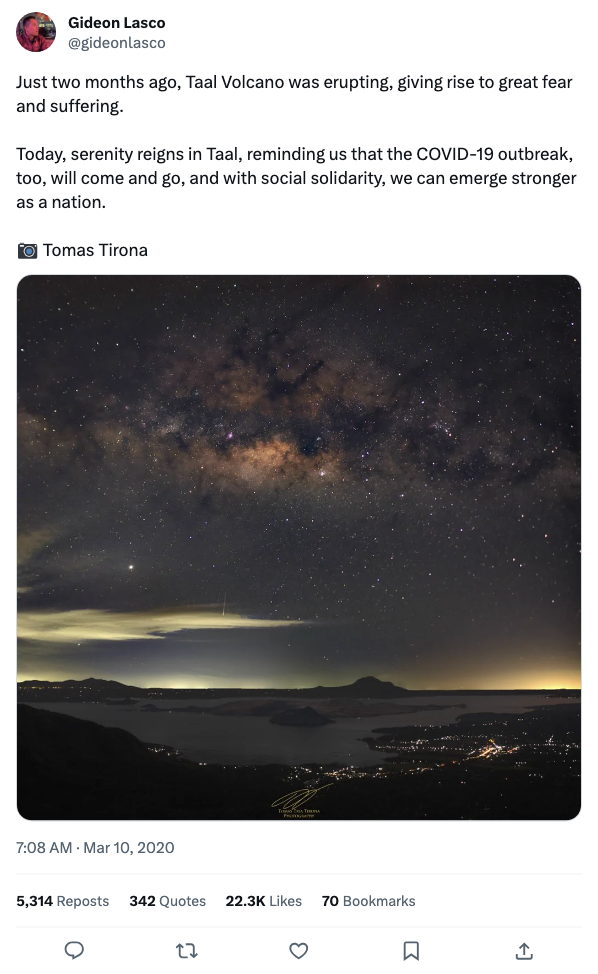 Gideon Lasco
@gideonlasco
Just two months ago, Taal Volcano was erupting, giving rise to great fear
and suffering.
Today, serenity reigns in Taal, reminding us that the COVID-19 outbreak,
too, will come and go, and with social solidarity, we can emerge stronger
as a nation.
📷 Tomas Tirona
PHOTOGRAPHY
7:08 AM · Mar 10, 2020
5,314 Reposts 342 Quotes 22.3K Likes 70 Bookmarks